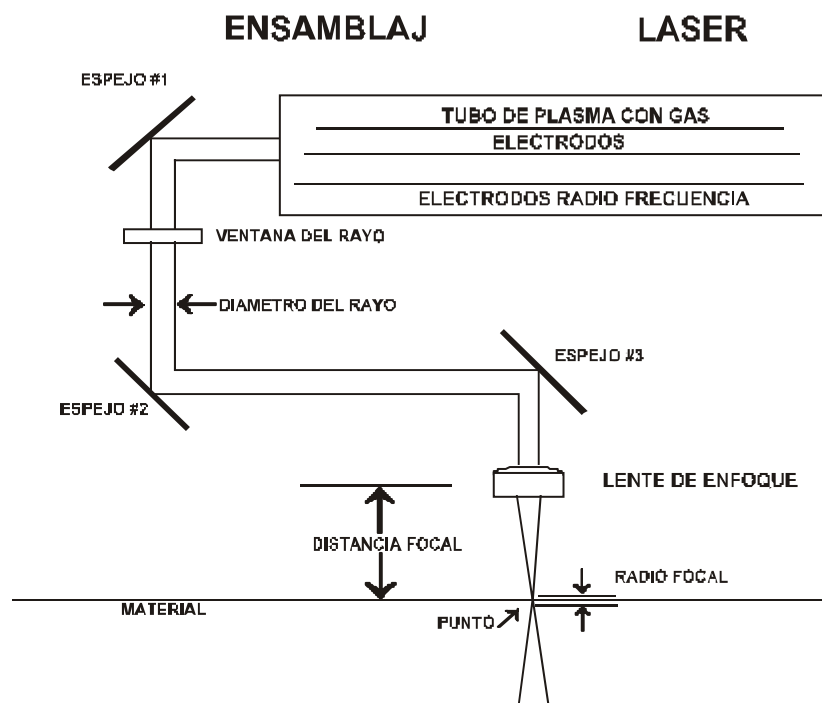 ENSAMBLAJ LASER
ESPEJO #1
TUBO DE PLASMA CON GAS
ELECTRODOS
ELECTRODOS RADIO FRECUENCIA
VENTANA DEL RAYO
DIAMETRO DEL RAYO
ESPEJO #3
ESPEJO #2
LENTE DE ENFOQUE
DISTANCIA FOCAL
RADIO FOCAL
MATERIAL
PUNTO